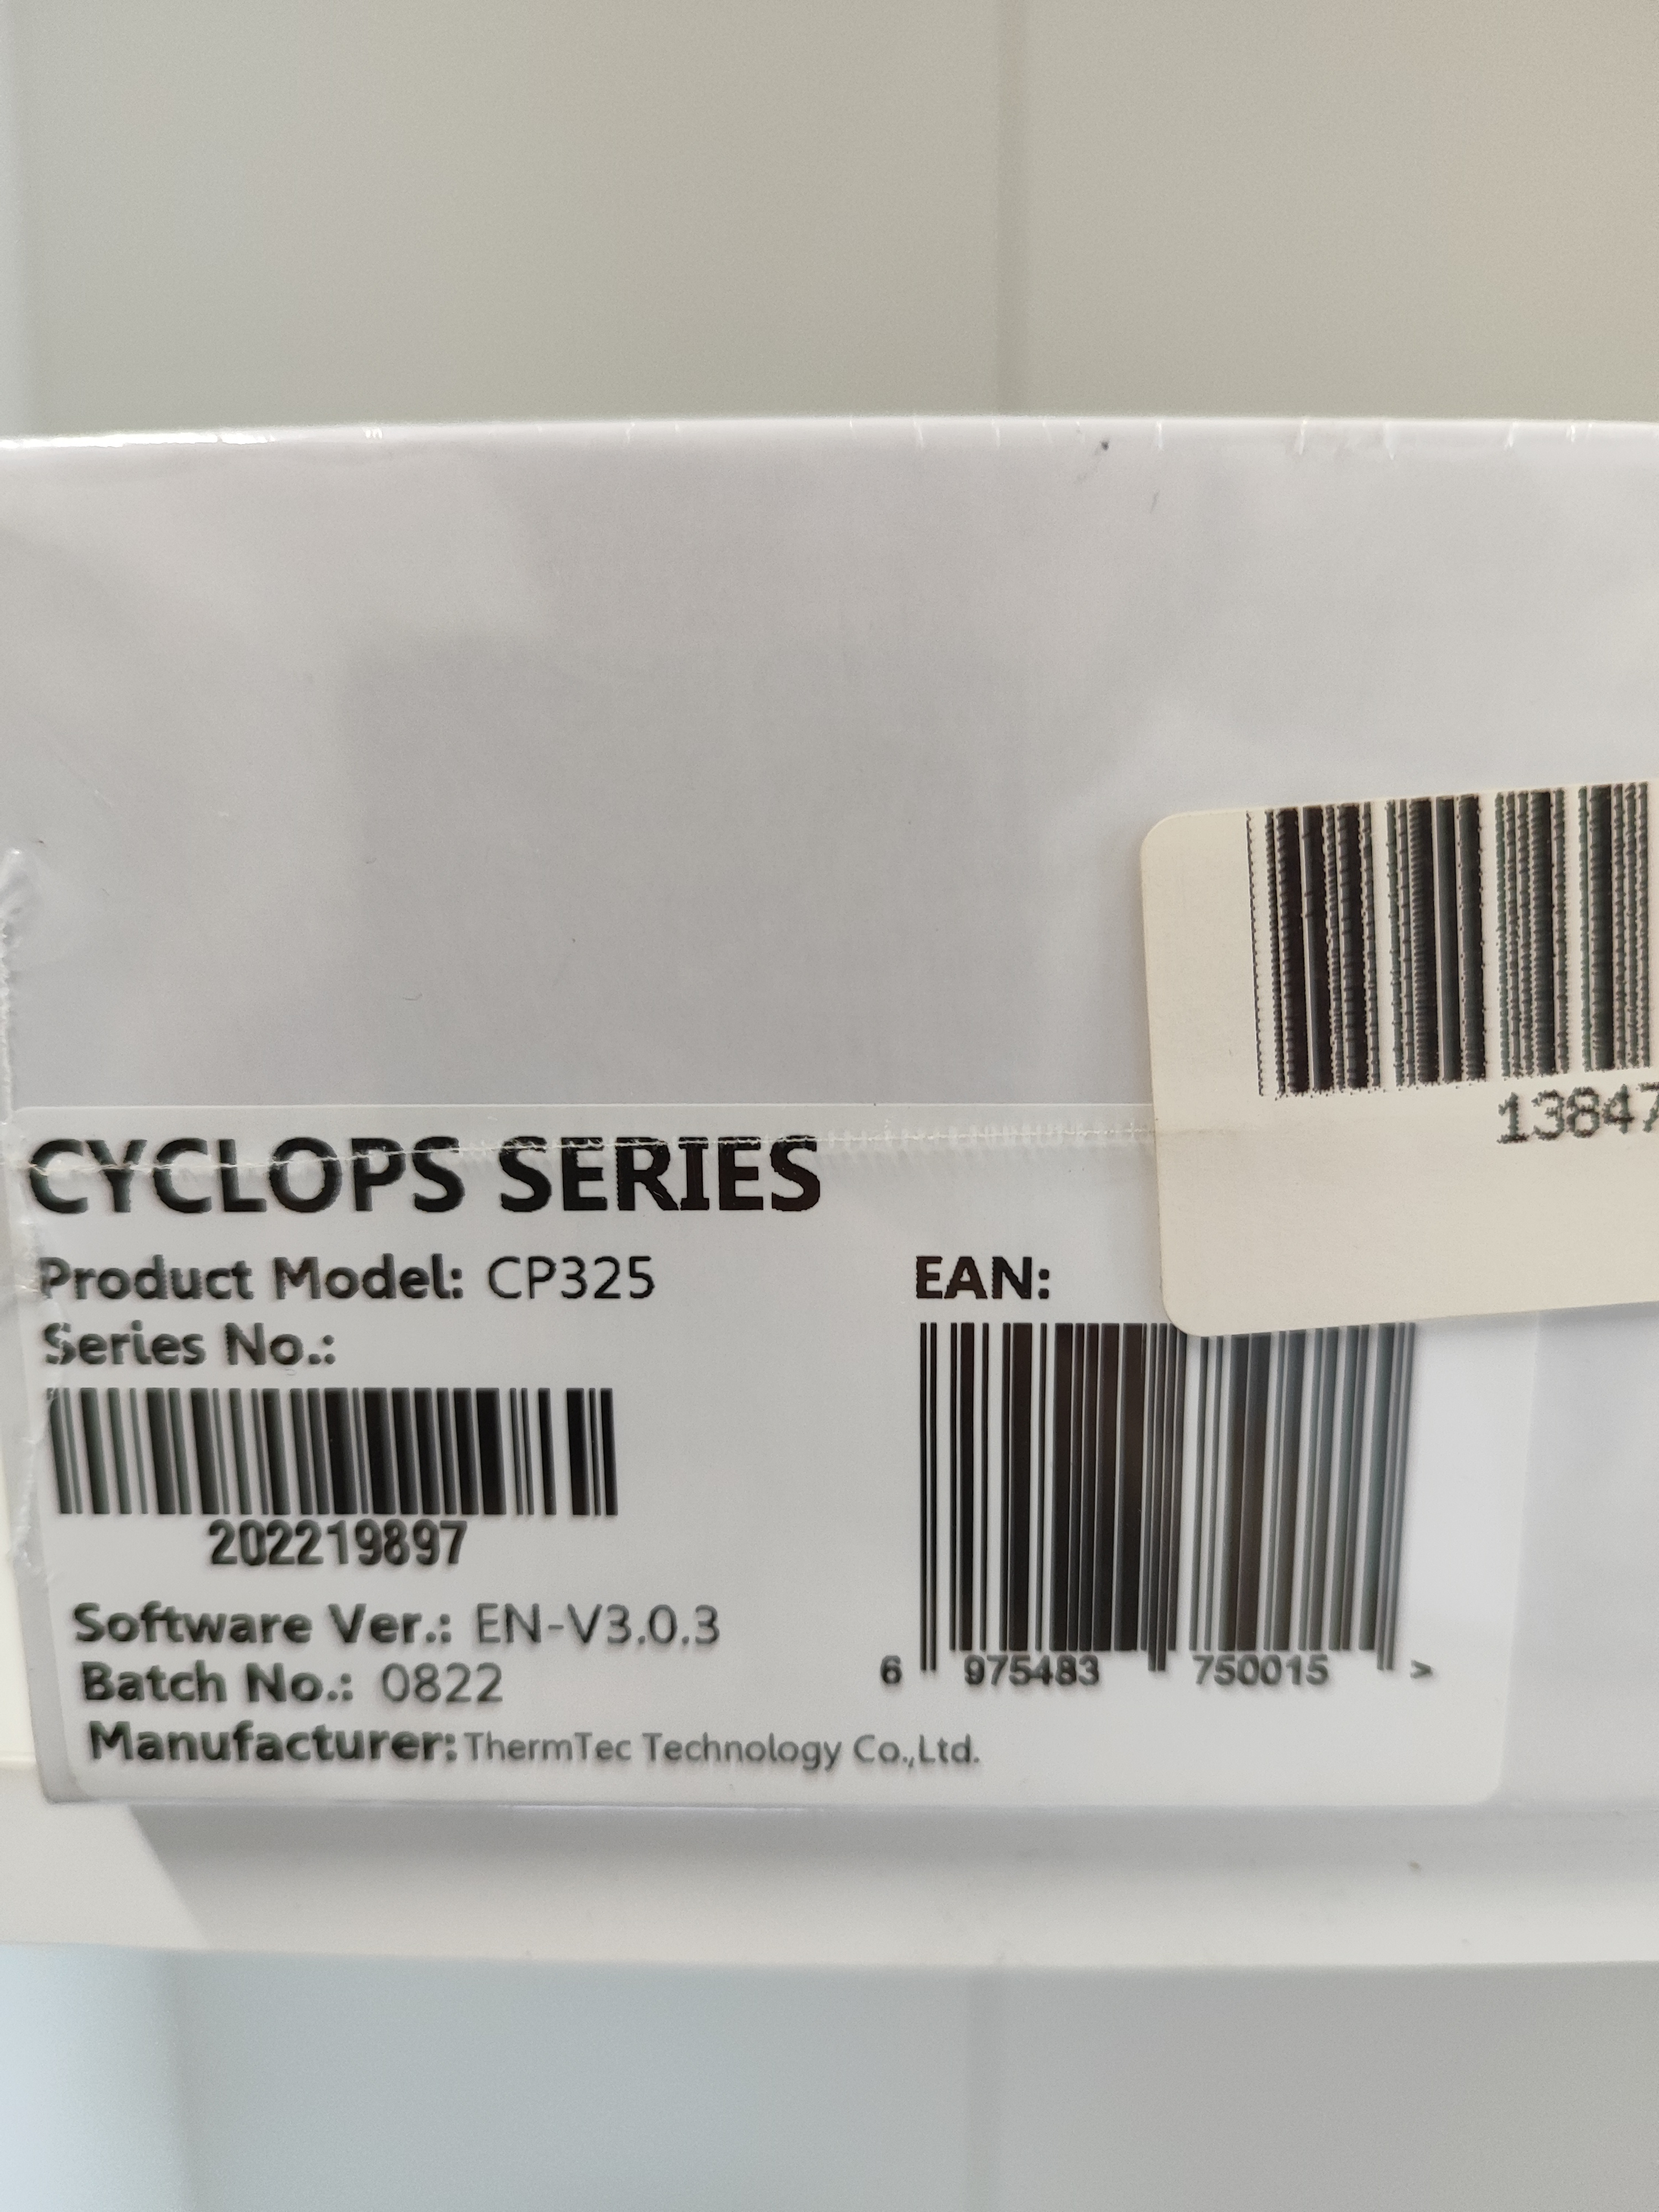 13847
CYCLOPS SERIES
Product Model: CP325
Series No.:
202219897
Software Ver.: EN-V3.0.3
Batch No.: 0822
Manufacturer: ThermTec Technology Co.,Ltd.
EAN:
6 975483 750015 >